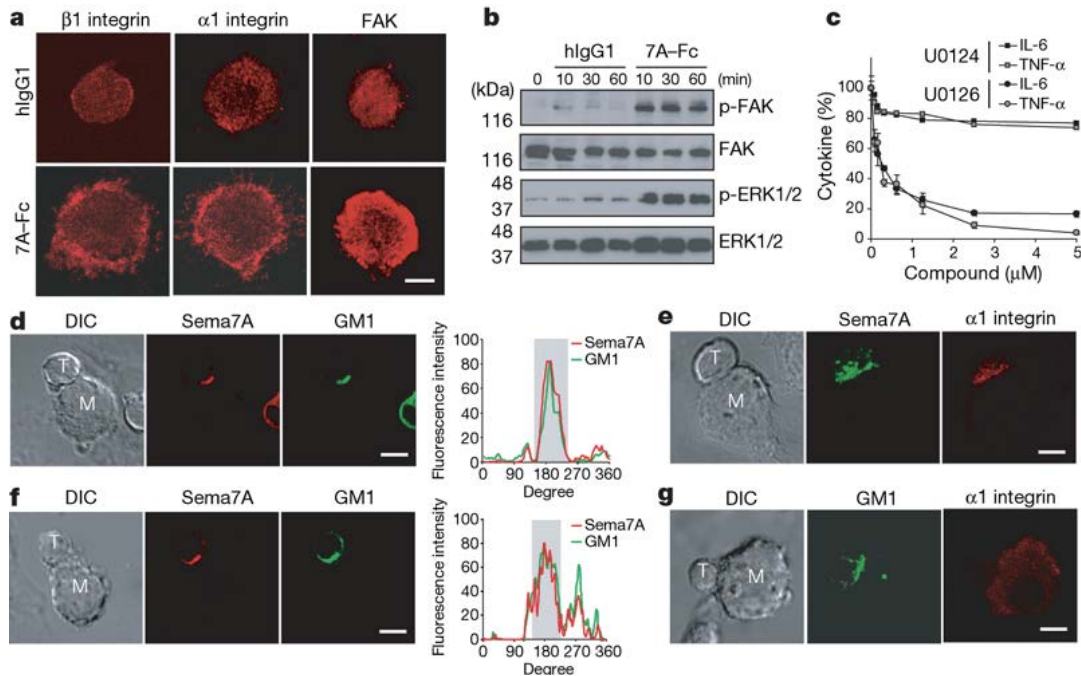 a
β1 integrin α1 integrin FAK
hIgG1
7A–Fc
b
hIgG1 7A–Fc
0 10 30 60 10 30 60 (min)
(kDa)
116 p-FAK
116 FAK
48
37 p-ERK1/2
48
37 ERK1/2
c
U0124 IL-6
TNF-α
U0126 IL-6
TNF-α
Cytokine (%)
100
80
60
40
20
0
0 1 2 3 4 5
Compound (μM)
d
DIC Sema7A GM1
T
M
Fluorescence intensity
Sema7A
GM1
100
80
60
40
20
0
0 90 180 270 360
Degree
e
DIC Sema7A α1 integrin
T
M
f
DIC Sema7A GM1
T
M
Fluorescence intensity
Sema7A
GM1
100
80
60
40
20
0
0 90 180 270 360
Degree
g
DIC GM1 α1 integrin
T M